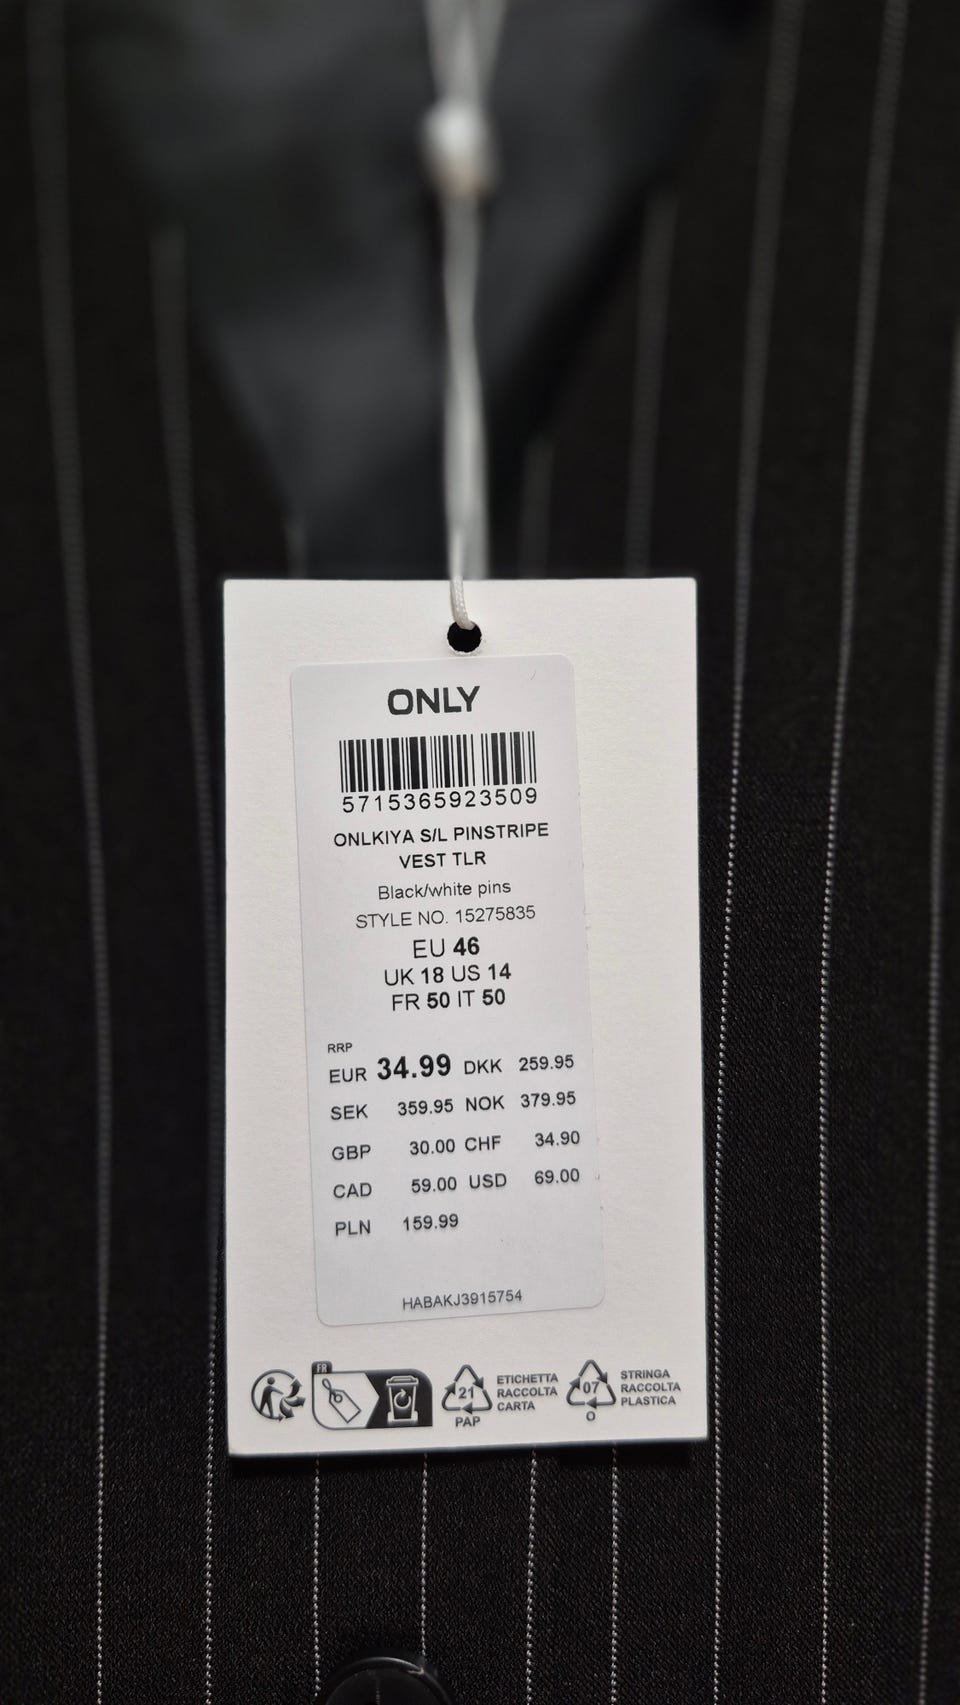 ONLY
5715365923509
ONLKIYA S/L PINSTRIPE
VEST TLR
Black/white pins
STYLE NO. 15275835
EU 46
UK 18 US 14
FR 50 IT 50
RRP
EUR 34.99 DKK 259.95
SEK 359.95 NOK 379.95
GBP 30.00 CHF 34.90
CAD 59.00 USD 69.00
PLN 159.99
HABAKJ3915754
FR
21
PAP
ETICHETTA
RACCOLTA
CARTA
07
O
STRINGA
RACCOLTA
PLASTICA